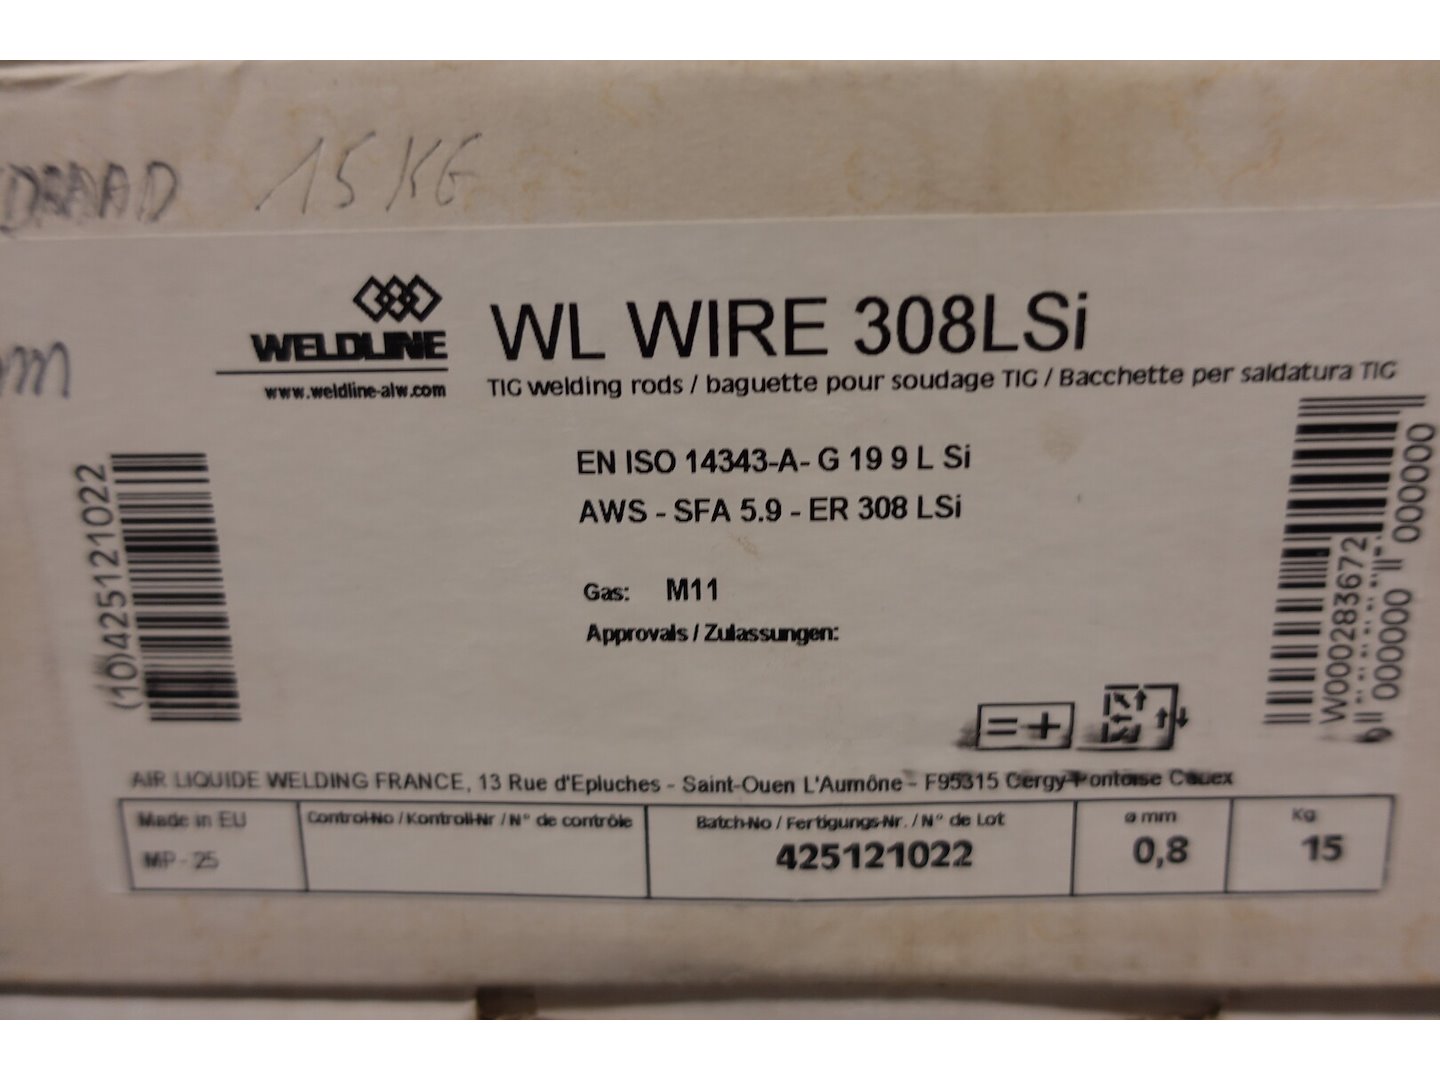 DRAAD 15 KG
WELDLINE
www.weldline-alw.com
WL WIRE 308LSi
TIG welding rods / baguette pour soudage TIG / Bacchette per saldatura TIG
EN ISO 14343-A- G 19 9 L Si
AWS - SFA 5.9 - ER 308 LSi
Gas: M11
Approvals / Zulassungen:
(10)425121022
W000283672
000000 000000
=+
AIR LIQUIDE WELDING FRANCE, 13 Rue d'Epluches - Saint-Ouen L'Aumône - F95315 Cergy-Pontoise Cedex
Made in EU
MP - 25
Control-No / Kontroll-Nr / N° de contrôle
Batch-No / Fertigungs-Nr. / N° de Lot
425121022
ø mm
0,8
Kg
15